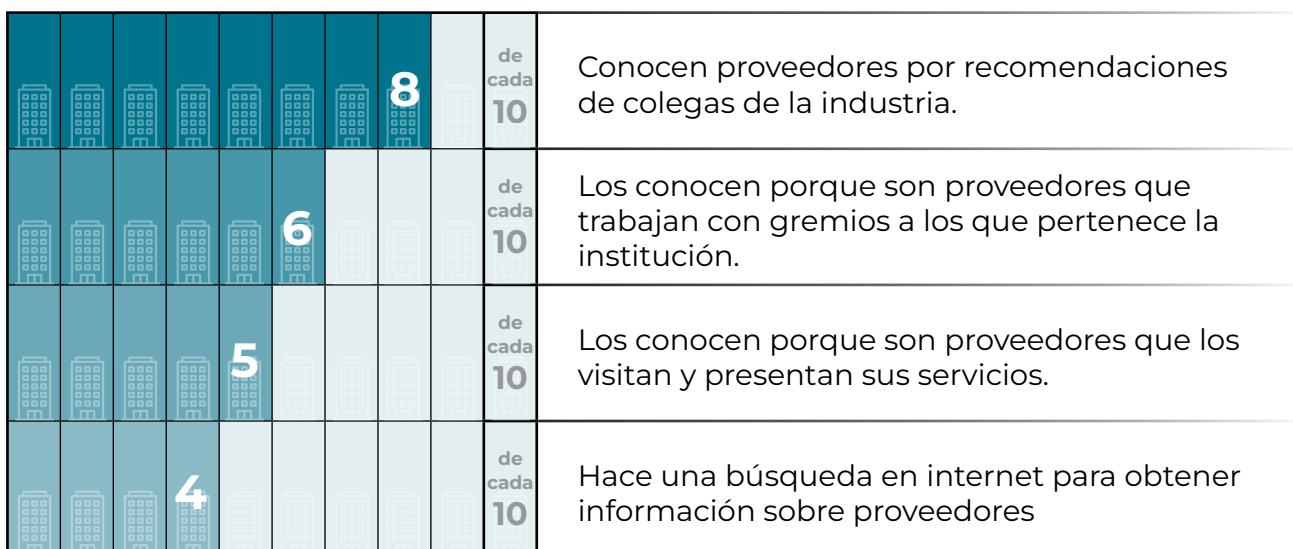 8
de
cada
10
Conocen proveedores por recomendaciones
de colegas de la industria.
6
de
cada
10
Los conocen porque son proveedores que
trabajan con gremios a los que pertenece la
institución.
5
de
cada
10
Los conocen porque son proveedores que los
visitan y presentan sus servicios.
4
de
cada
10
Hace una búsqueda en internet para obtener
información sobre proveedores